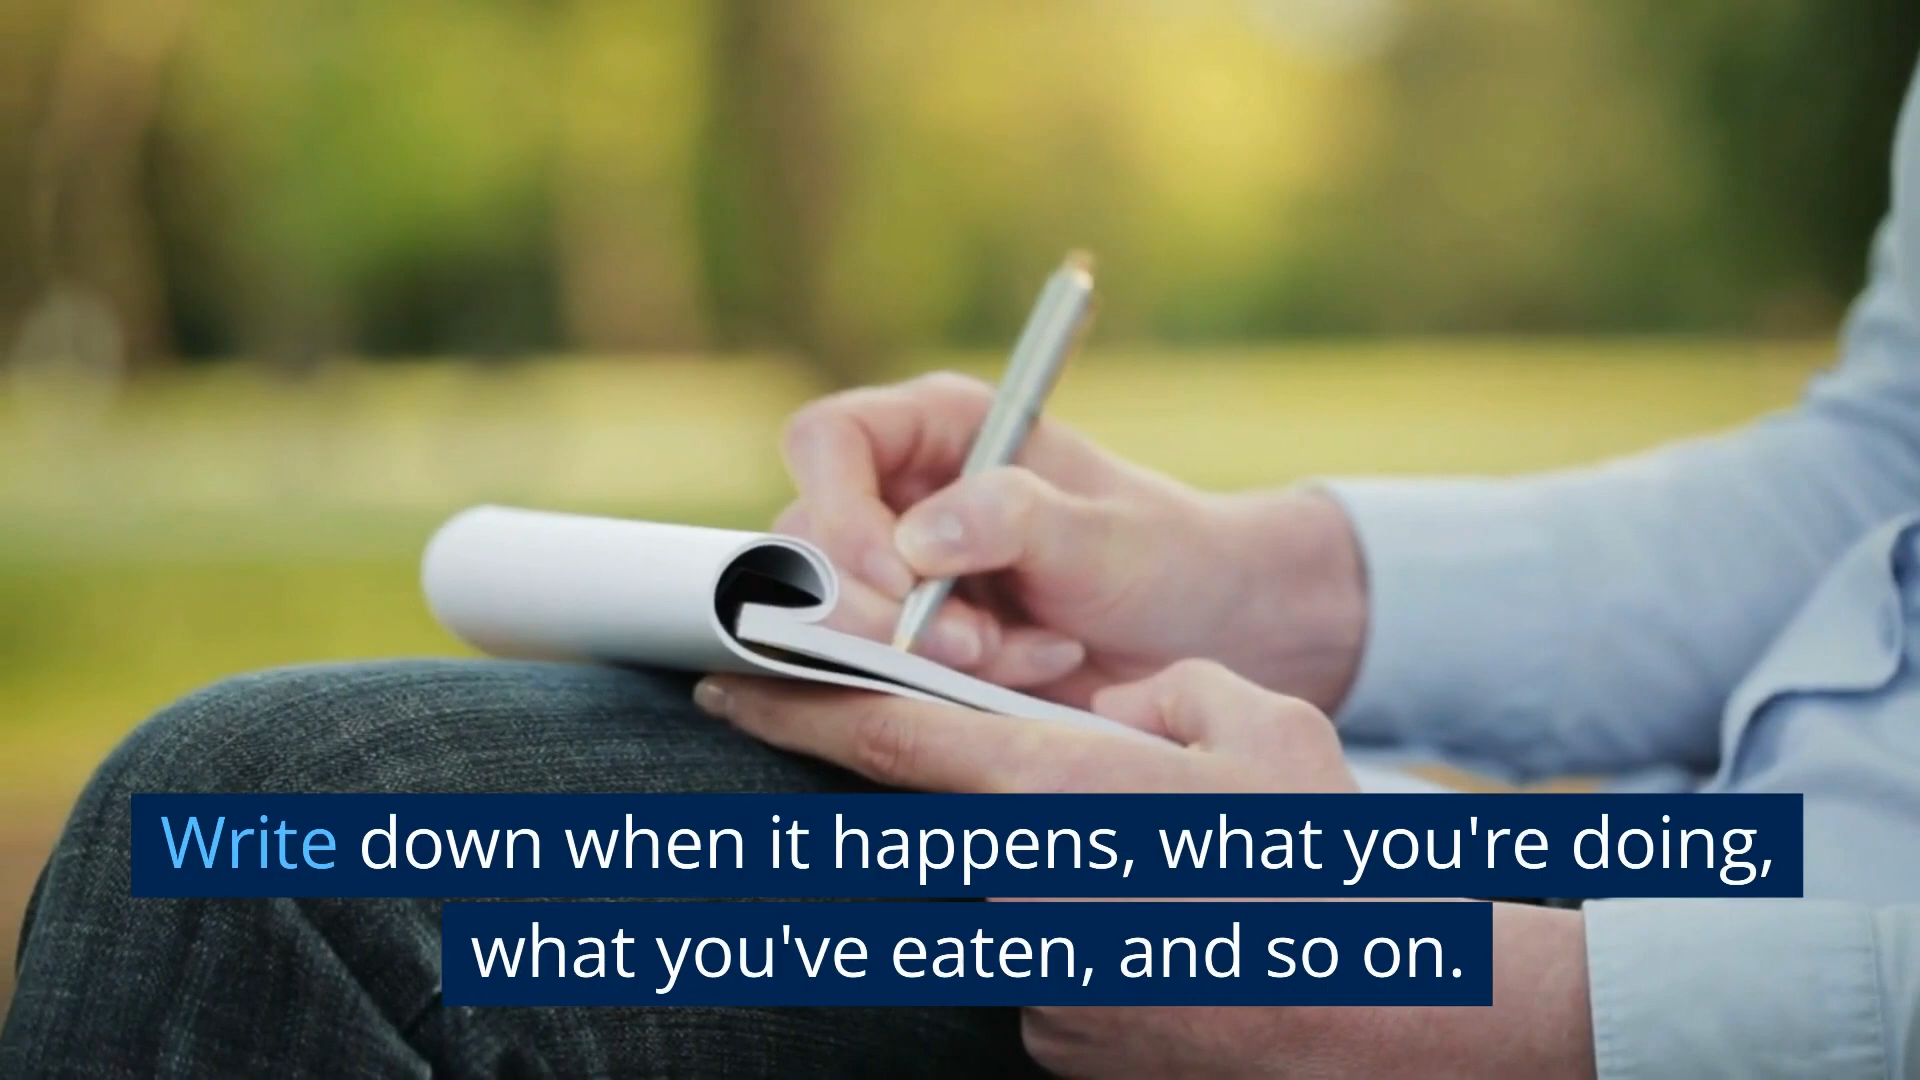 Write down when it happens, what you're doing,
what you've eaten, and so on.